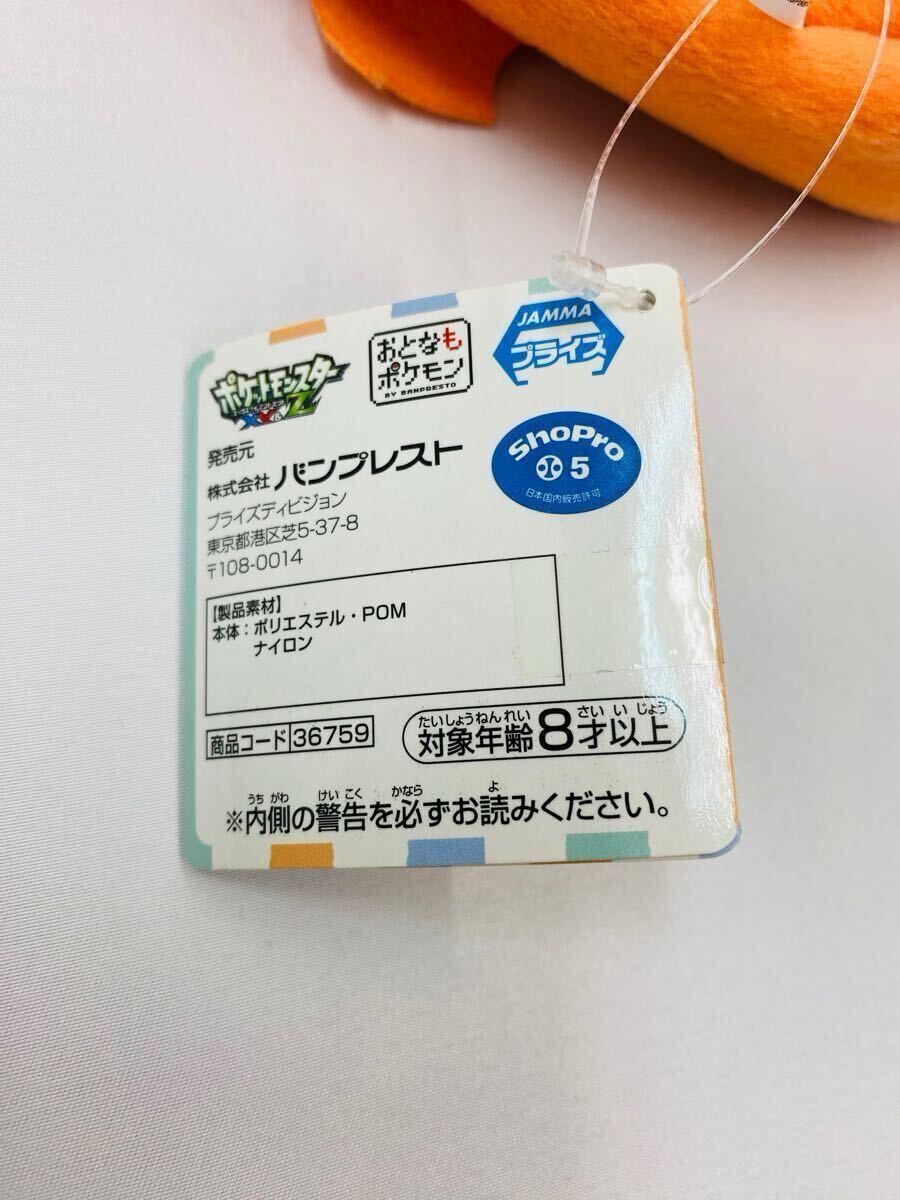 ポケットモンスター
XY&Z
おとなも
ポケモン
BY BANPRESTO
JAMMA
プライズ
ShoPro
5
日本国内販売許可
発売元
株式会社 バンプレスト
プライズディビジョン
東京都港区芝5-37-8
〒108-0014
【製品素材】
本体:ポリエステル・POM
ナイロン
商品コード 36759
たいしょうねんれい さいいじょう
対象年齢8才以上
うちがわ けいこく かなら よ
※内側の警告を必ずお読みください。